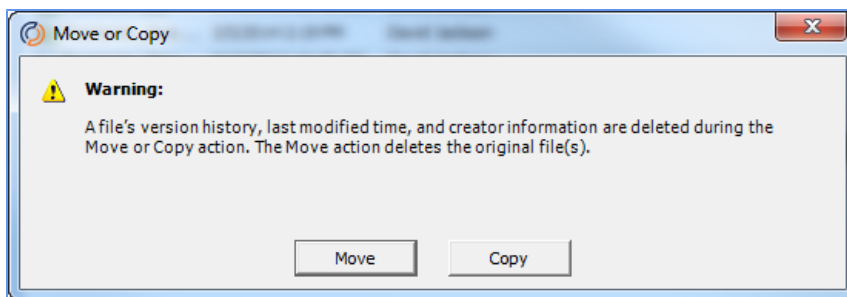 Move or Copy
Warning:
A file's version history, last modified time, and creator information are deleted during the
Move or Copy action. The Move action deletes the original file(s).
Move
Copy